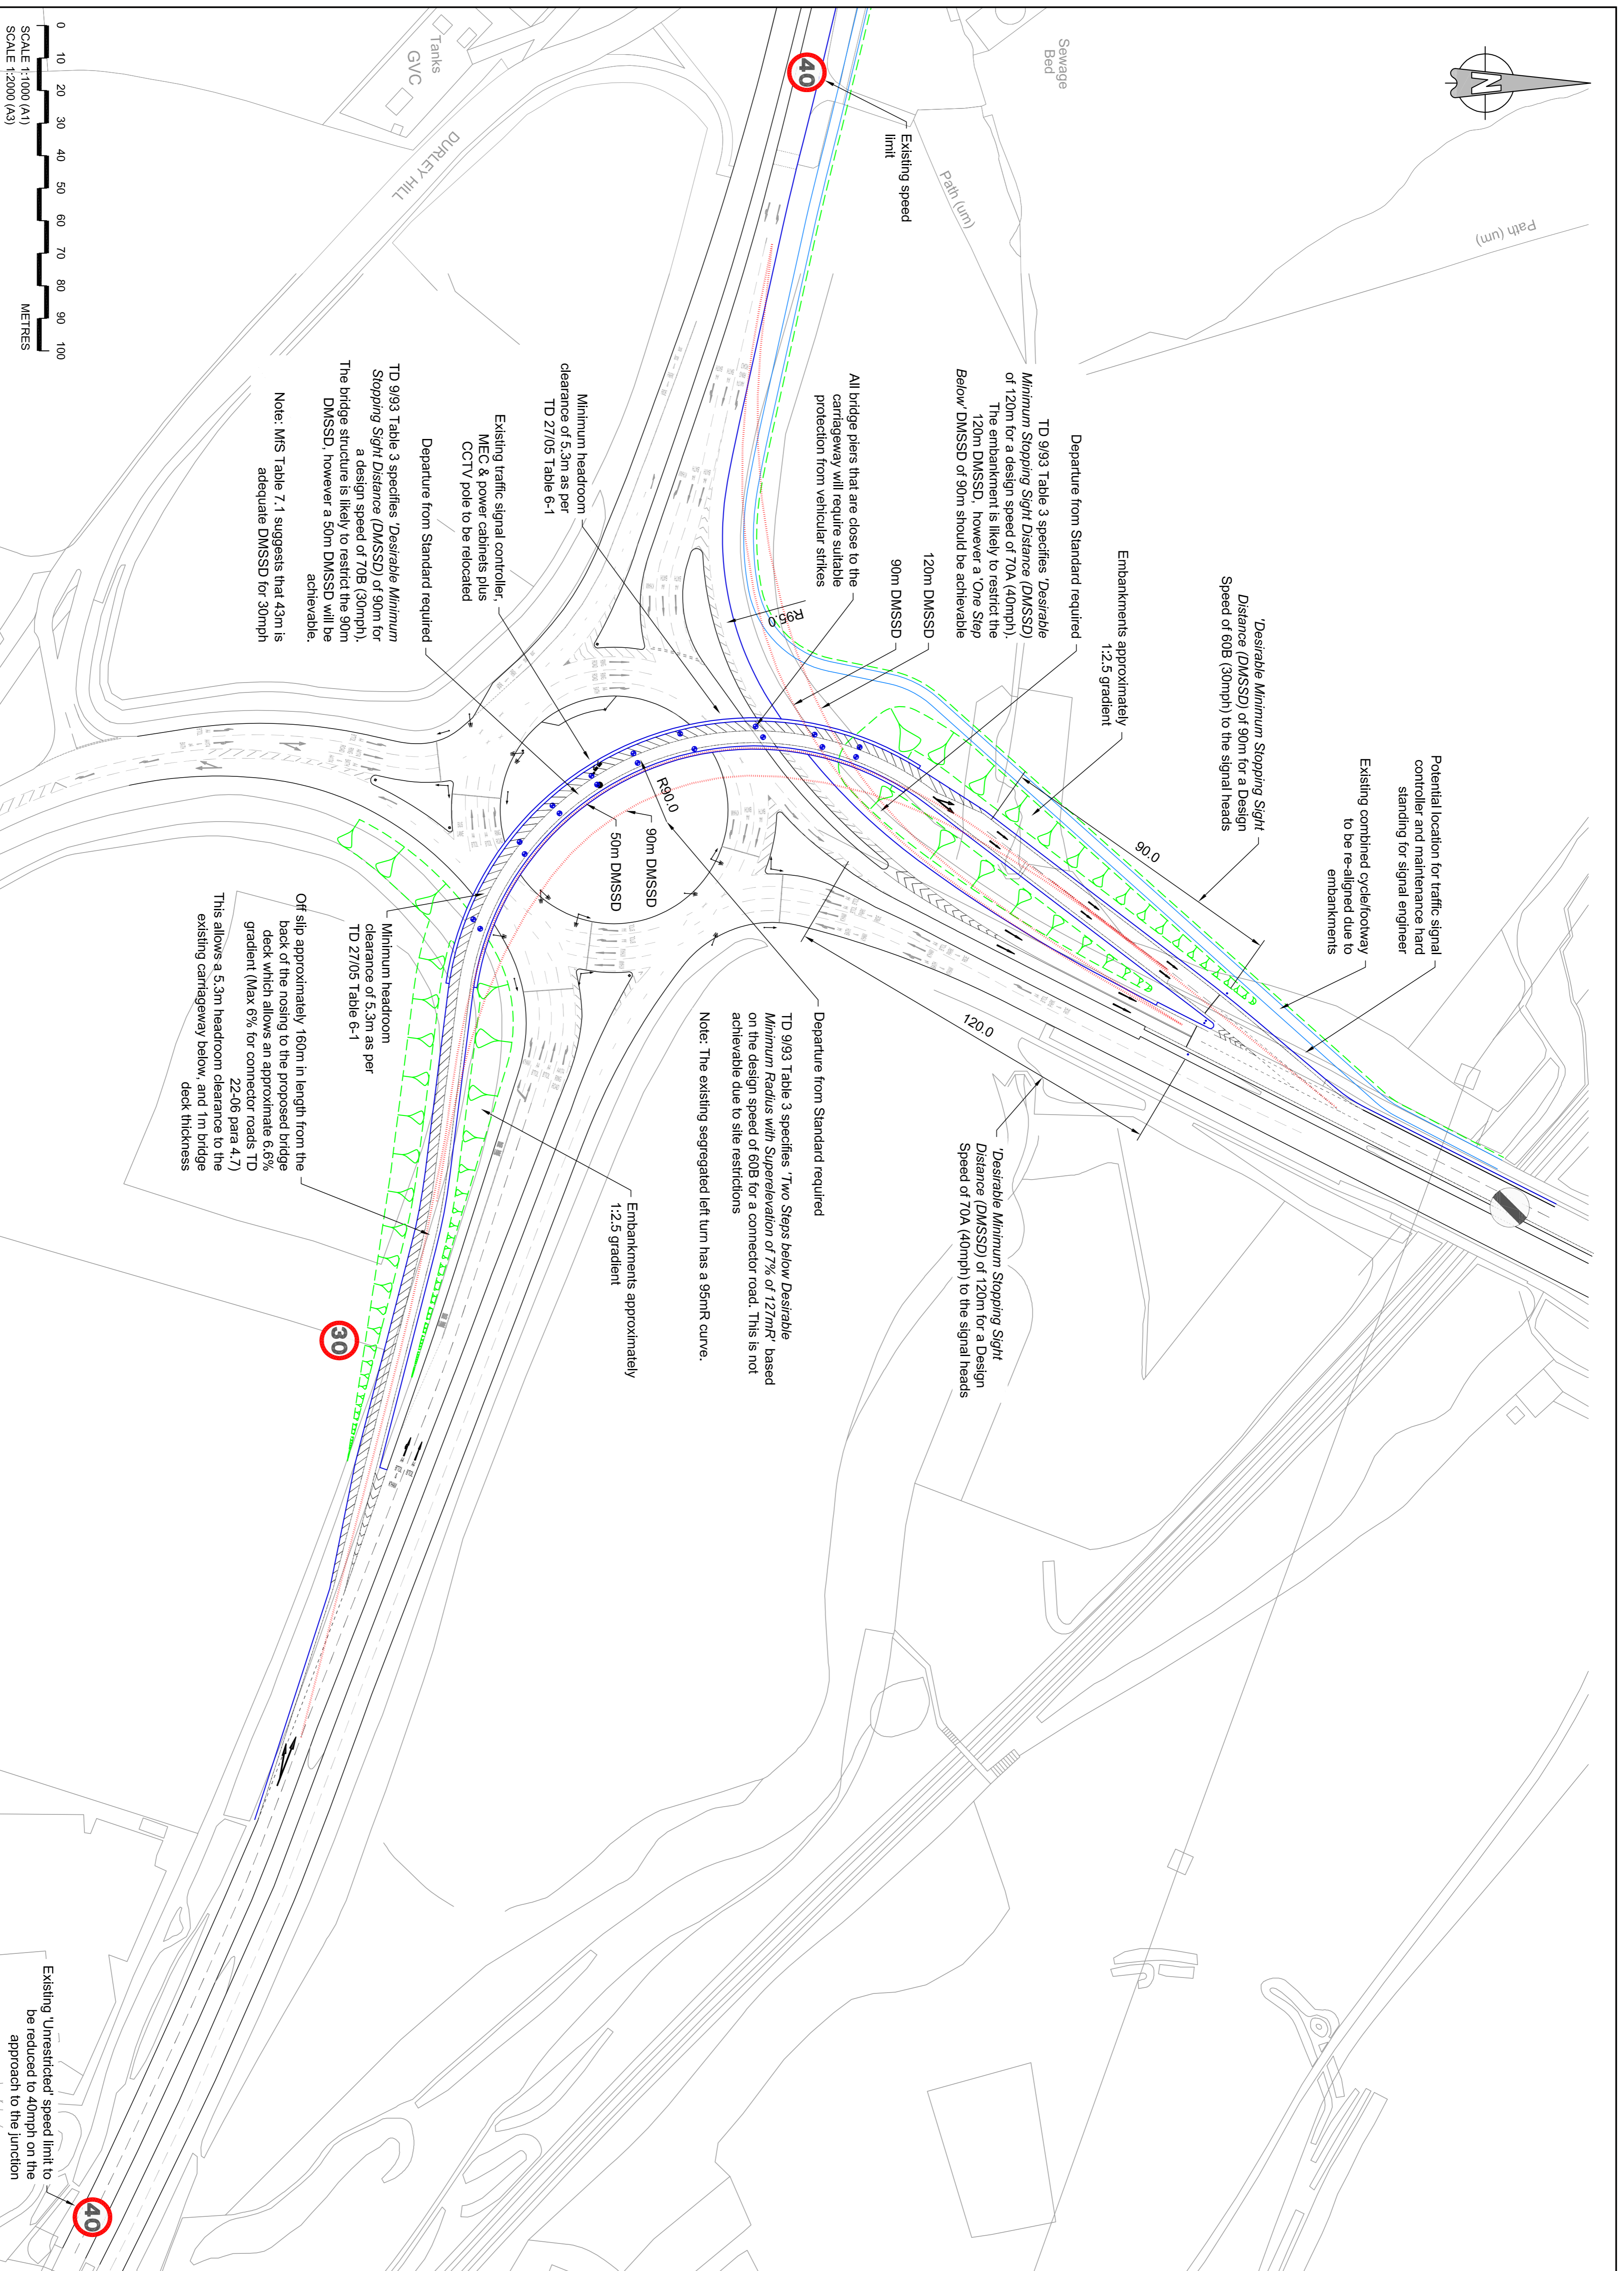 N
Path (um)
Path (um)
Sewage
Bed
40
Existing speed
limit
DURLEY HILL
Tanks
GVC
0 10 20 30 40 50 60 70 80 90 100
METRES
SCALE 1:1000 (A1)
SCALE 1:2000 (A3)
Potential location for traffic signal
controller and maintenance hard
standing for signal engineer
Existing combined cycle/footway
to be re-aligned due to
embankments
'Desirable Minimum Stopping Sight
Distance (DMSSD) of 90m for a Design
Speed of 60B (30mph) to the signal heads
90.0
Embankments approximately
1:2.5 gradient
Departure from Standard required
TD 9/93 Table 3 specifies 'Desirable
Minimum Stopping Sight Distance (DMSSD)
of 120m for a design speed of 70A (40mph).
The embankment is likely to restrict the
120m DMSSD, however a 'One Step
Below' DMSSD of 90m should be achievable
120m DMSSD
90m DMSSD
R95.0
All bridge piers that are close to the
carriageway will require suitable
protection from vehicular strikes
Minimum headroom
clearance of 5.3m as per
TD 27/05 Table 6-1
Existing traffic signal controller,
MEC & power cabinets plus
CCTV pole to be relocated
Departure from Standard required
TD 9/93 Table 3 specifies 'Desirable Minimum
Stopping Sight Distance (DMSSD) of 90m for
a design speed of 70B (30mph).
The bridge structure is likely to restrict the 90m
DMSSD, however a 50m DMSSD will be
achievable.
Note: MfS Table 7.1 suggests that 43m is
adequate DMSSD for 30mph
R90.0
90m DMSSD
50m DMSSD
120.0
'Desirable Minimum Stopping Sight
Distance (DMSSD) of 120m for a Design
Speed of 70A (40mph) to the signal heads
Departure from Standard required
TD 9/93 Table 3 specifies 'Two Steps below Desirable
Minimum Radius with Superelevation of 7% of 127mR' based
on the design speed of 60B for a connector road. This is not
achievable due to site restrictions
Note: The existing segregated left turn has a 95mR curve.
Embankments approximately
1:2.5 gradient
Minimum headroom
clearance of 5.3m as per
TD 27/05 Table 6-1
Off slip approximately 160m in length from the
back of the nosing to the proposed bridge
deck which allows an approximate 6.6%
gradient (Max 6% for connector roads TD
22-06 para 4.7)
This allows a 5.3m headroom clearance to the
existing carriageway below, and 1m bridge
deck thickness
30
Existing 'Unrestricted' speed limit to
be reduced to 40mph on the
approach to the junction
40